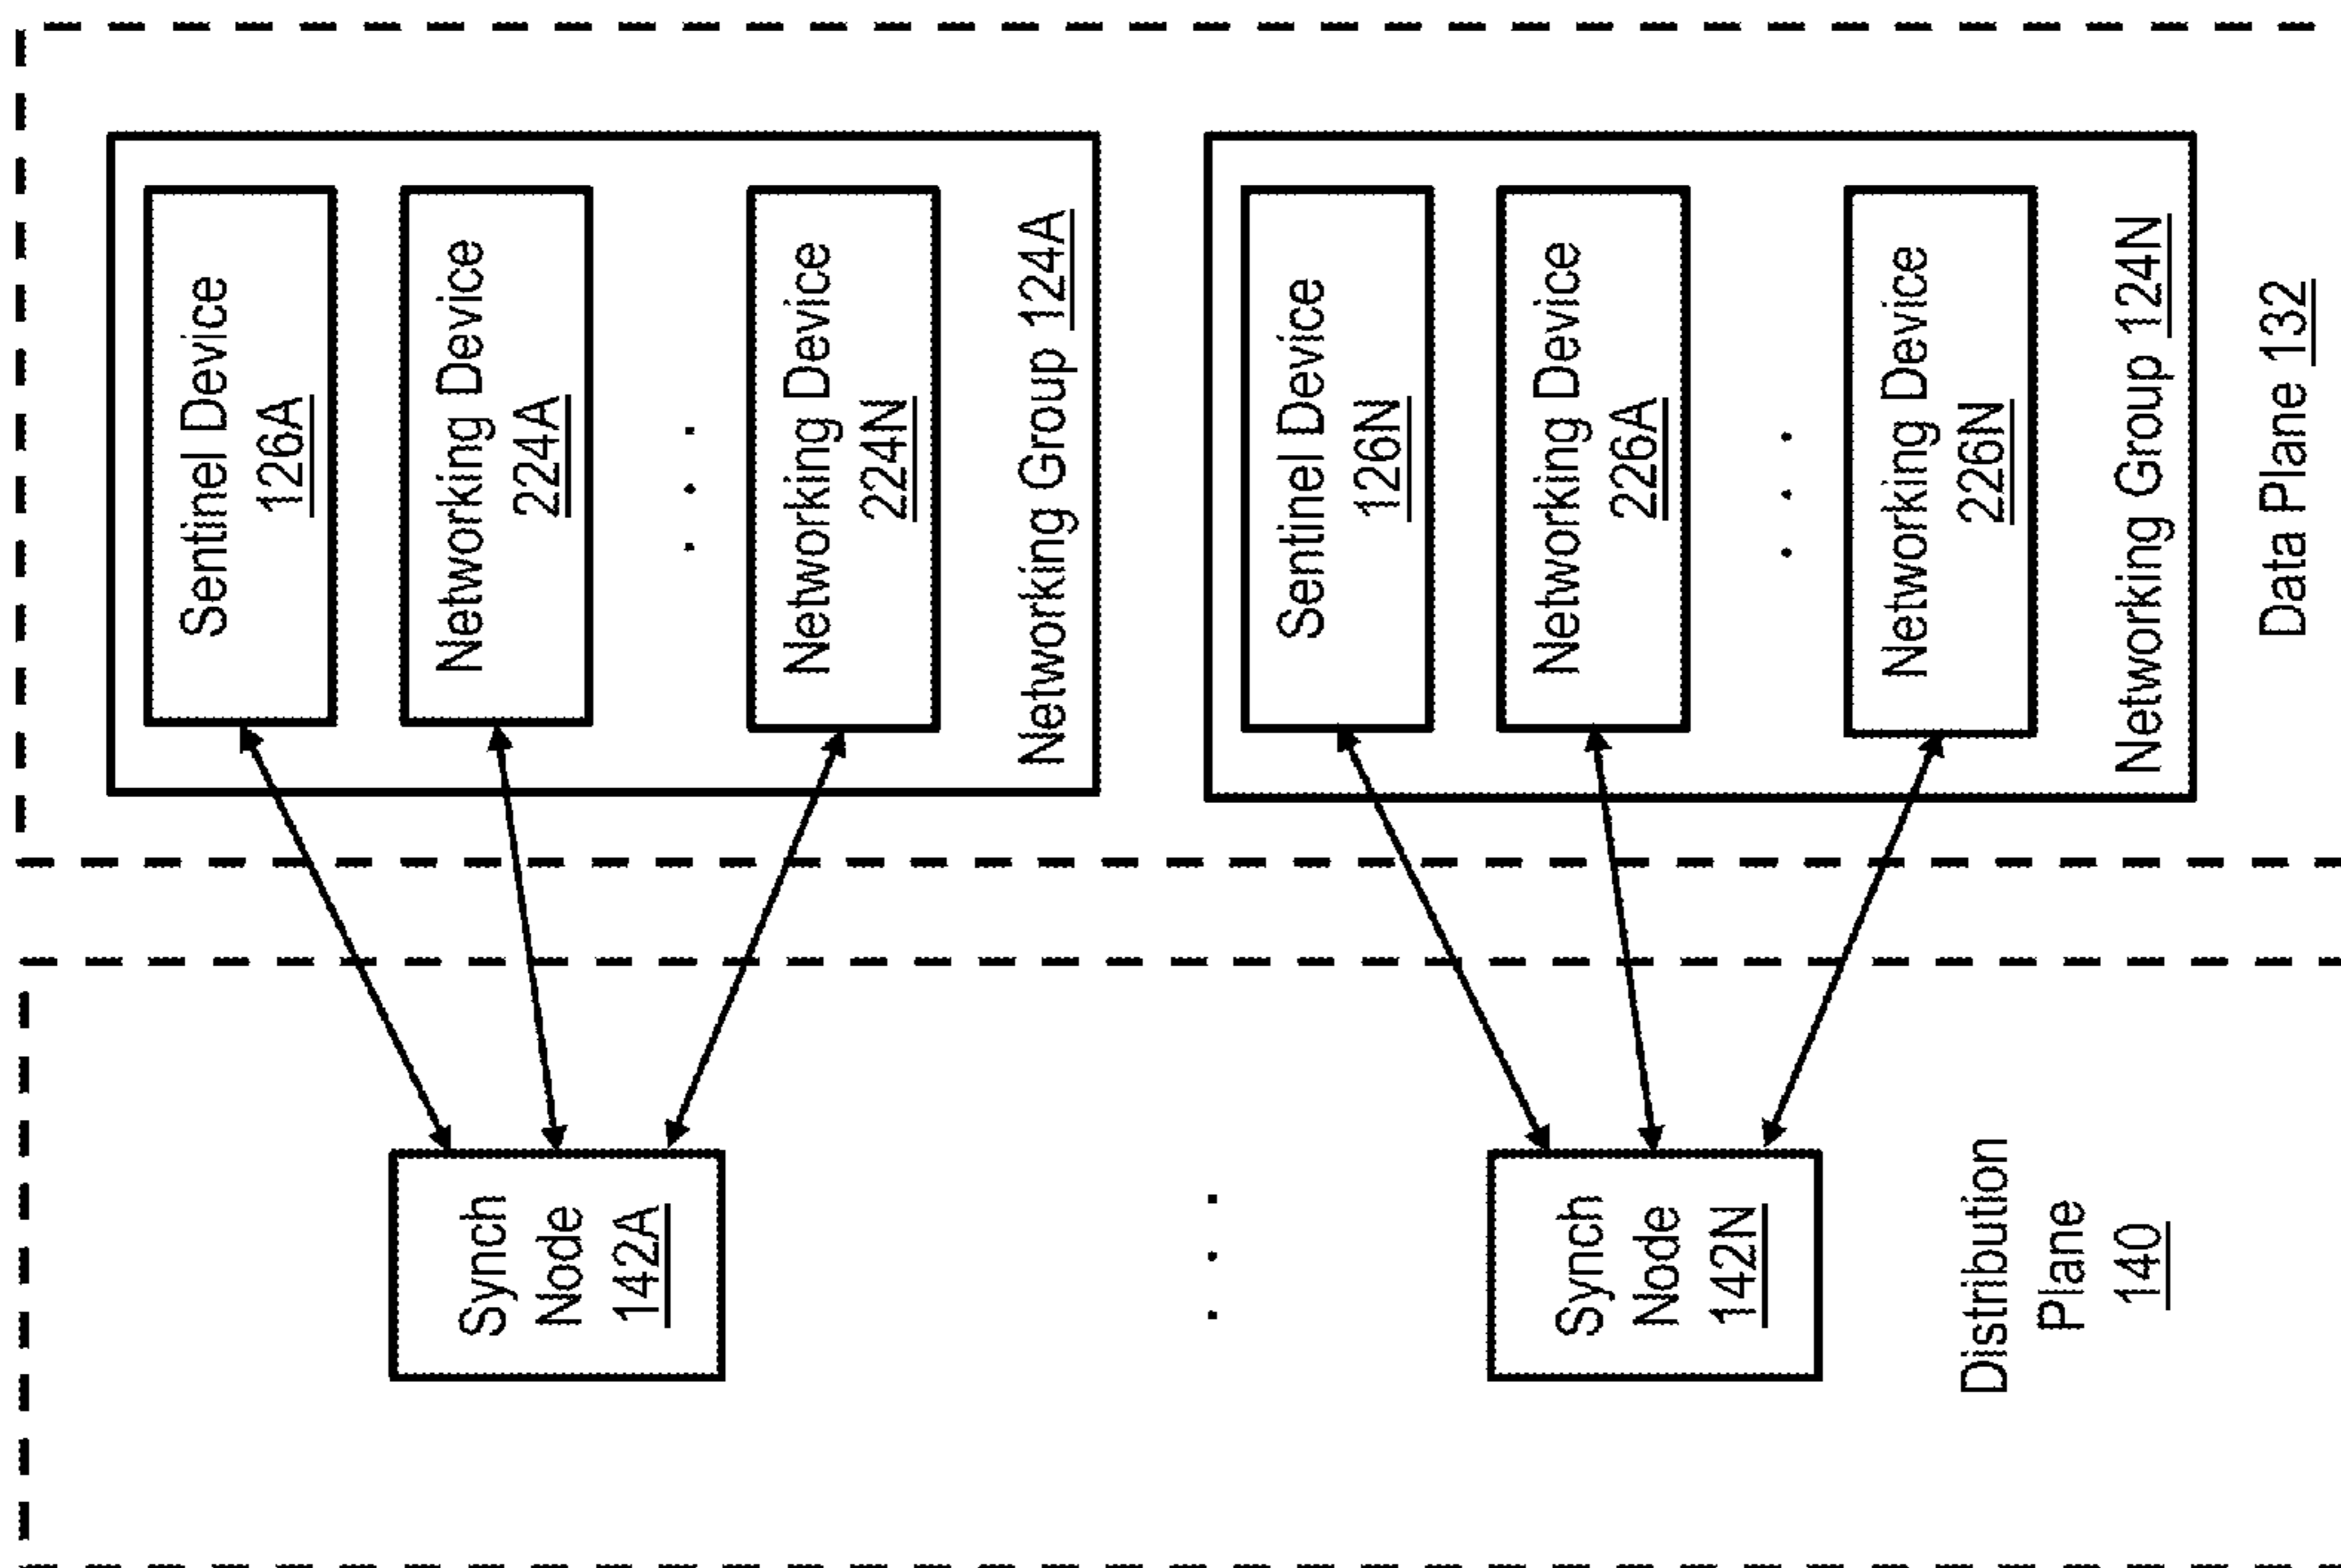 Sentinel Device
126A
Networking Device
224A
. . .
Networking Device
224N
Networking Group 124A
Sentinel Device
126N
Networking Device
226A
. . .
Networking Device
226N
Networking Group 124N
Data Plane 132
Synch
Node
142A
. . .
Synch
Node
142N
Distribution
Plane
140